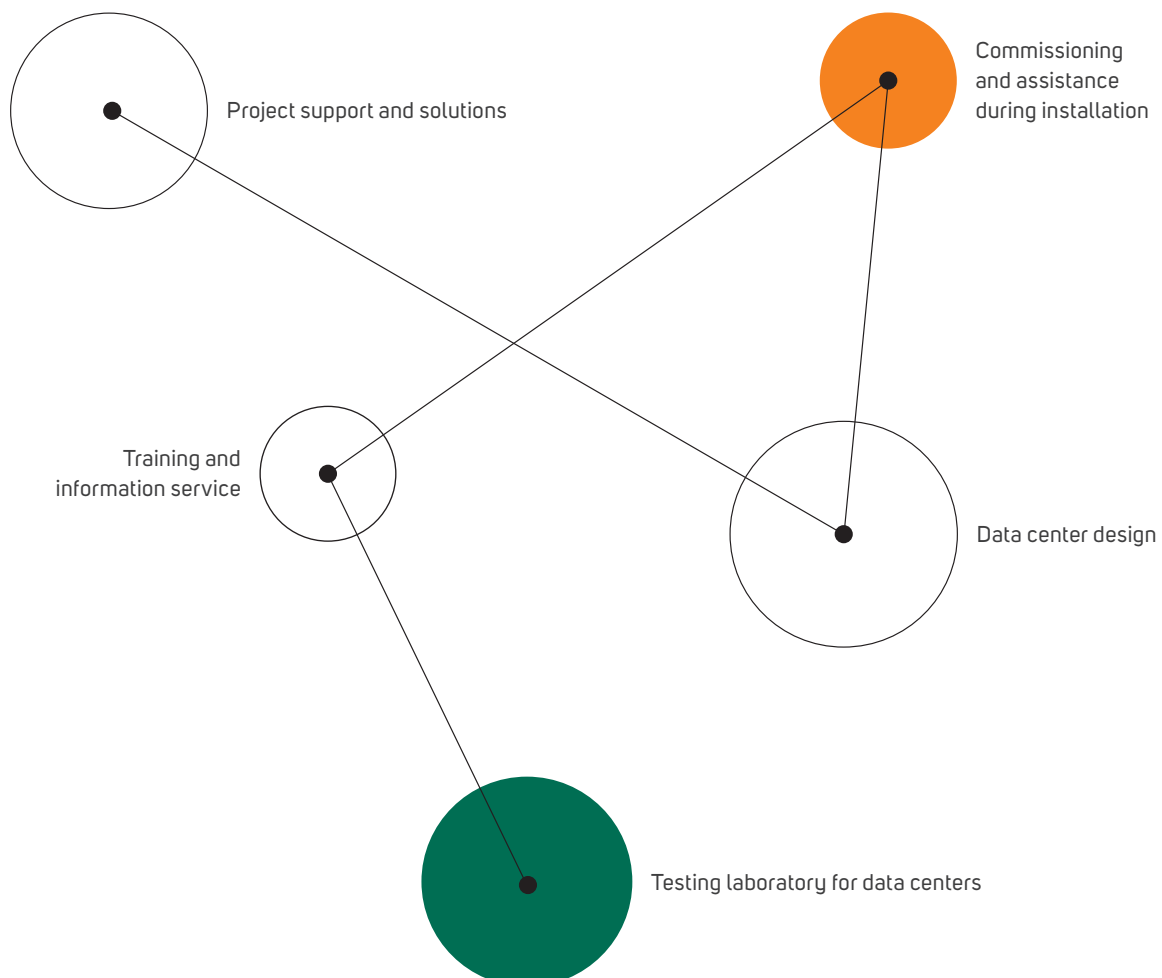 Project support and solutions
Commissioning
and assistance
during installation
Training and
information service
Data center design
Testing laboratory for data centers